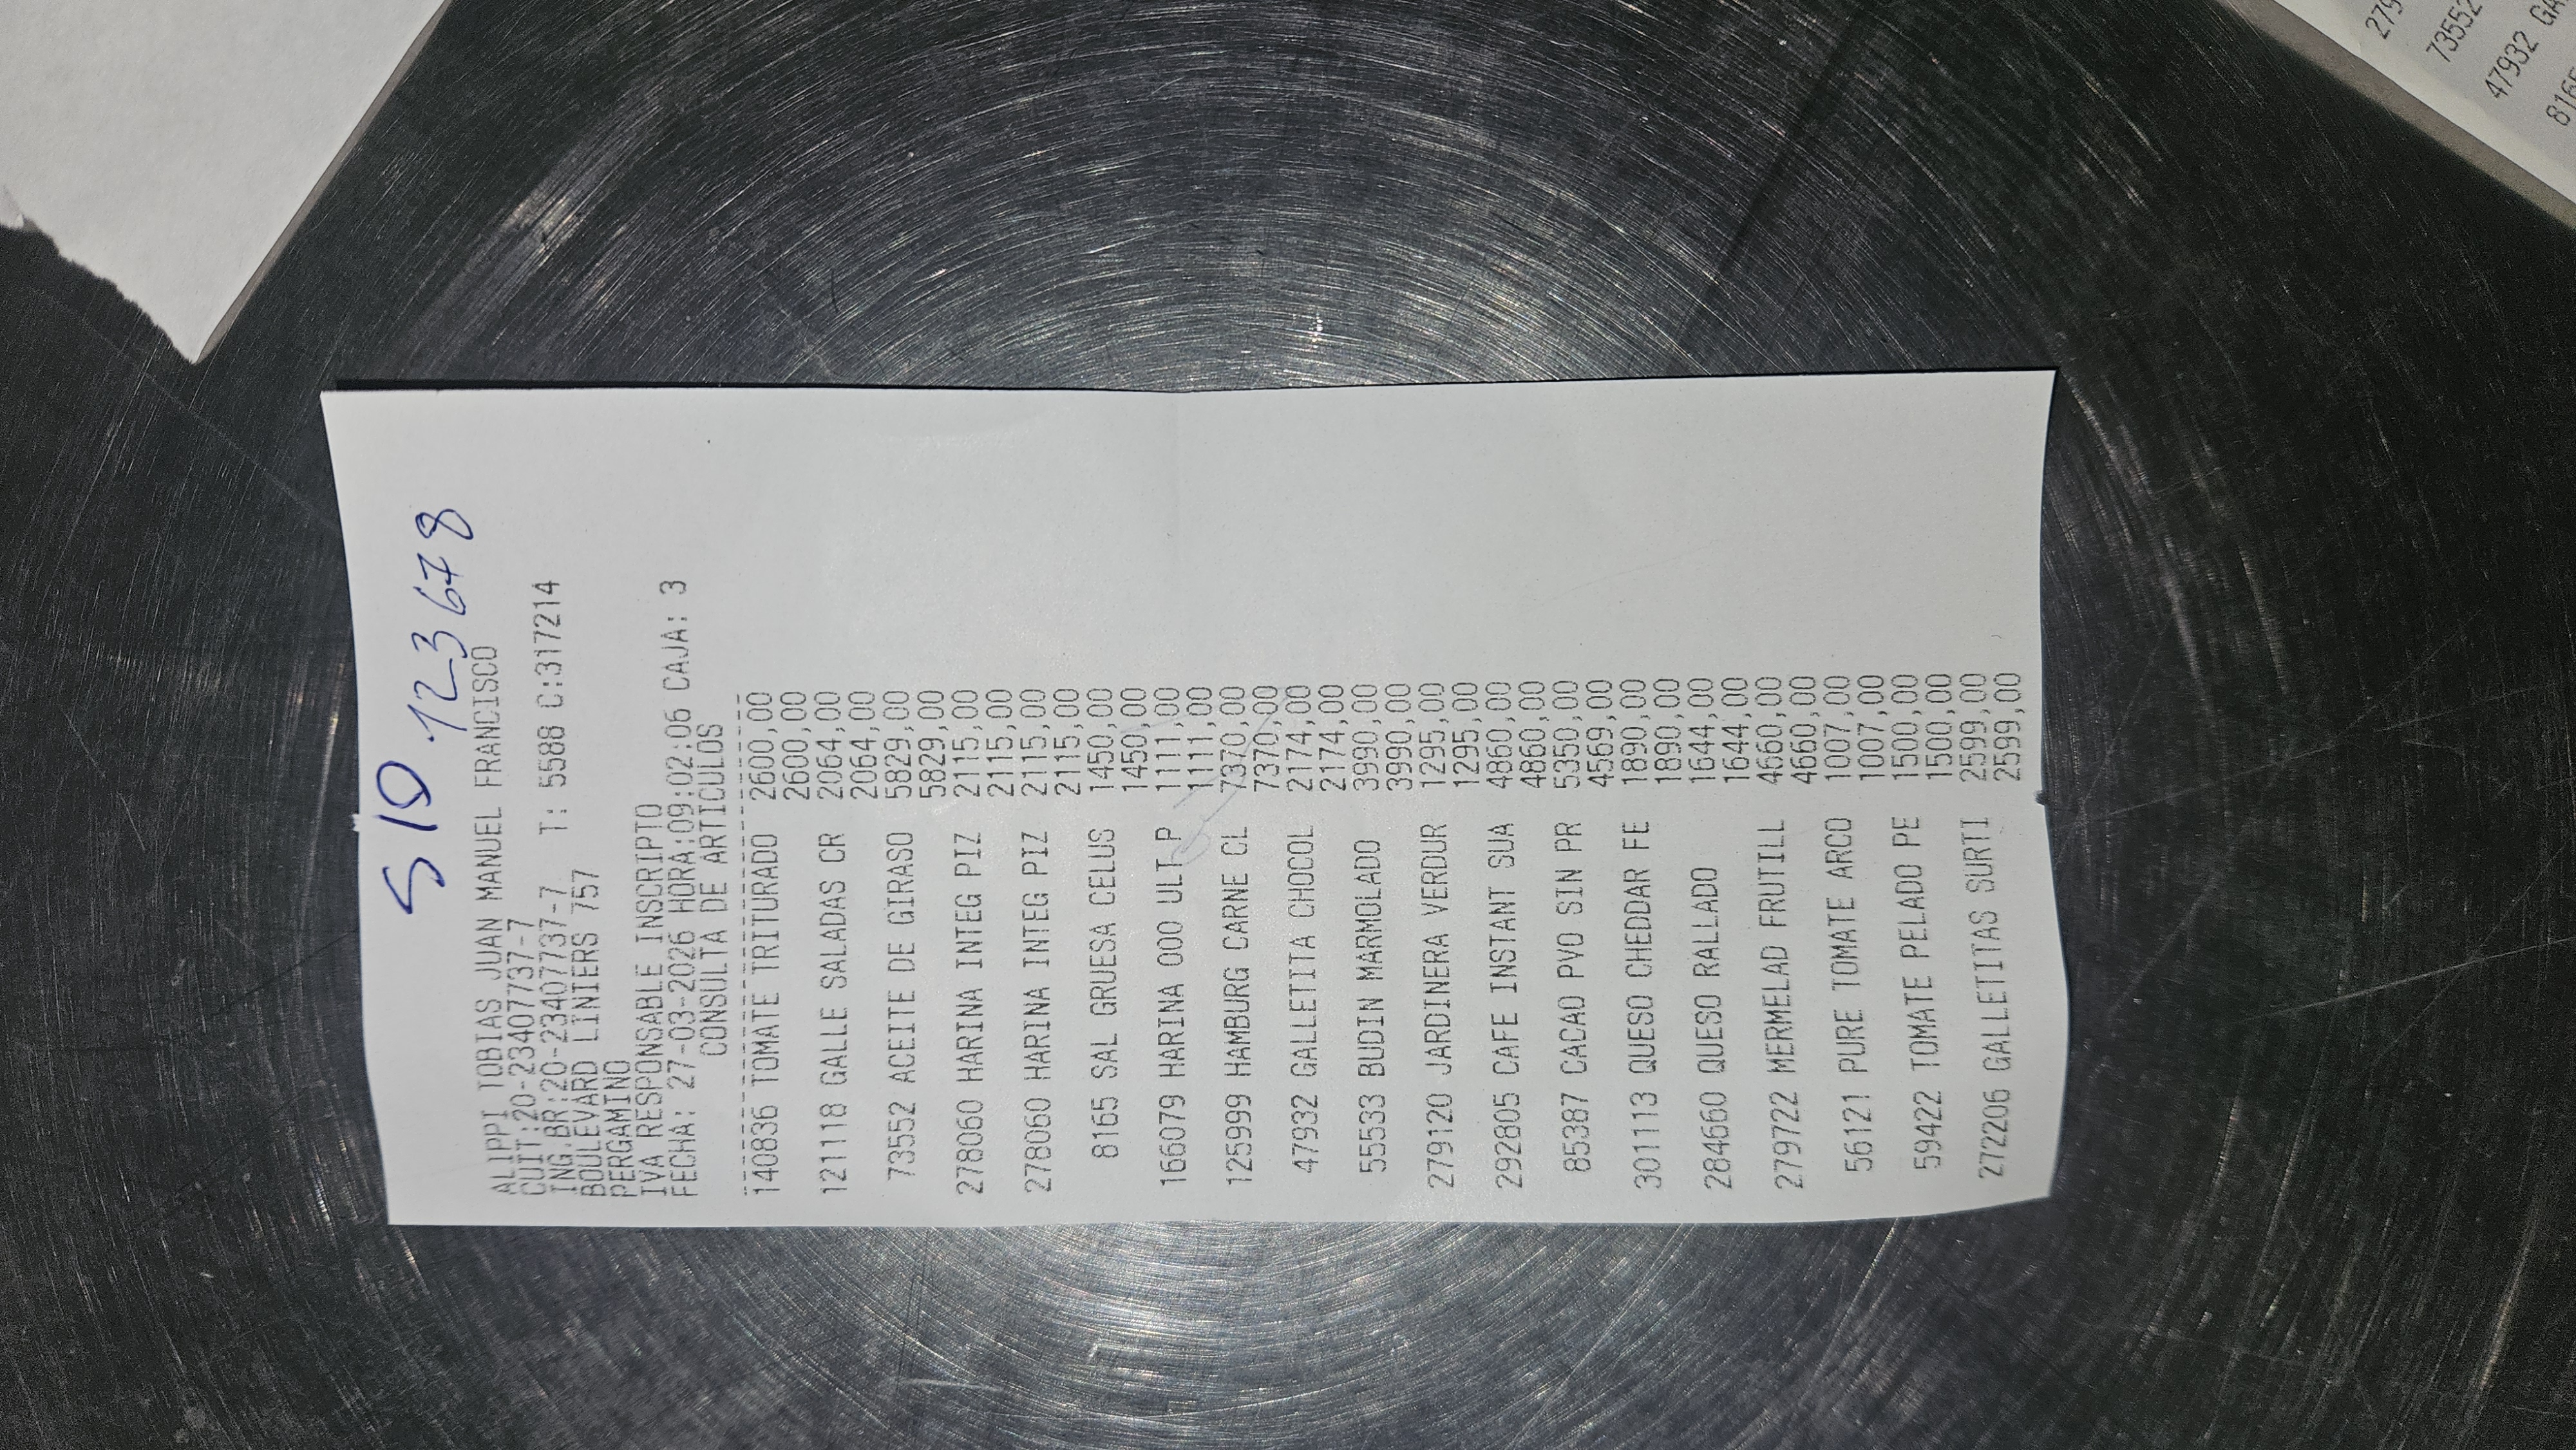 S10 · 123678
ALIPPI TOBIAS JUAN MANUEL FRANCISCO
CUIT:20-23407737-7
ING.BR:20-23407737-7 T: 5588 C:317214
BOULEVARD LINIERS 757
PERGAMINO
IVA RESPONSABLE INSCRIPTO
FECHA: 27-03-2026 HORA:09:02:06 CAJA: 3
CONSULTA DE ARTICULOS
140836 TOMATE TRITURADO 2600,00
2600,00
121118 GALLE SALADAS CR 2064,00
2064,00
73552 ACEITE DE GIRASO 5829,00
5829,00
278060 HARINA INTEG PIZ 2115,00
2115,00
278060 HARINA INTEG PIZ 2115,00
2115,00
8165 SAL GRUESA CELUS 1450,00
1450,00
166079 HARINA 000 ULT P 1111,00
1111,00
125999 HAMBURG CARNE CL 7370,00
7370,00
47932 GALLETITA CHOCOL 2174,00
2174,00
55533 BUDIN MARMOLADO 3990,00
3990,00
279120 JARDINERA VERDUR 1295,00
1295,00
292805 CAFE INSTANT SUA 4860,00
4860,00
85387 CACAO PVO SIN PR 5350,00
4569,00
301113 QUESO CHEDDAR FE 1890,00
1890,00
284660 QUESO RALLADO 1644,00
1644,00
279722 MERMELAD FRUTILL 4660,00
4660,00
56121 PURE TOMATE ARCO 1007,00
1007,00
59422 TOMATE PELADO PE 1500,00
1500,00
272206 GALLETITAS SURTI 2599,00
2599,00
279
73552
47932 GA
816